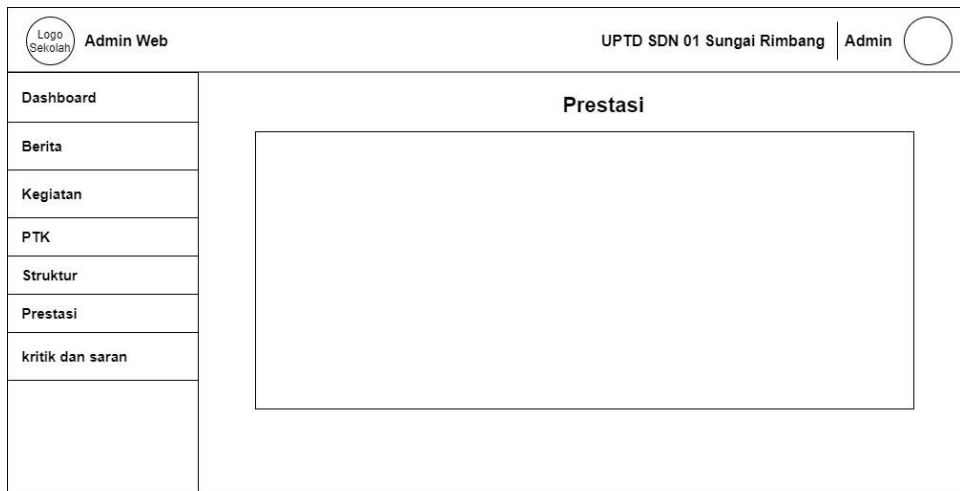 Logo
Sekolah
Admin Web
UPTD SDN 01 Sungai Rimbang
Admin
Dashboard
Berita
Kegiatan
PTK
Struktur
Prestasi
kritik dan saran
Prestasi